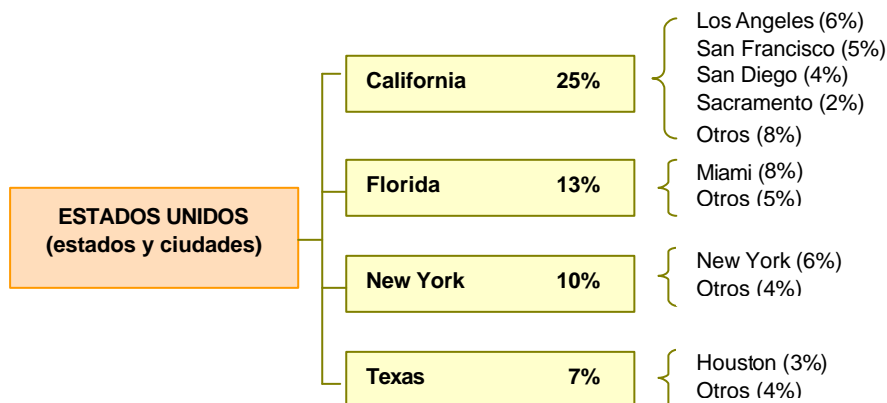 ESTADOS UNIDOS
(estados y ciudades)
California 25%
Los Angeles (6%)
San Francisco (5%)
San Diego (4%)
Sacramento (2%)
Otros (8%)
Florida 13%
Miami (8%)
Otros (5%)
New York 10%
New York (6%)
Otros (4%)
Texas 7%
Houston (3%)
Otros (4%)